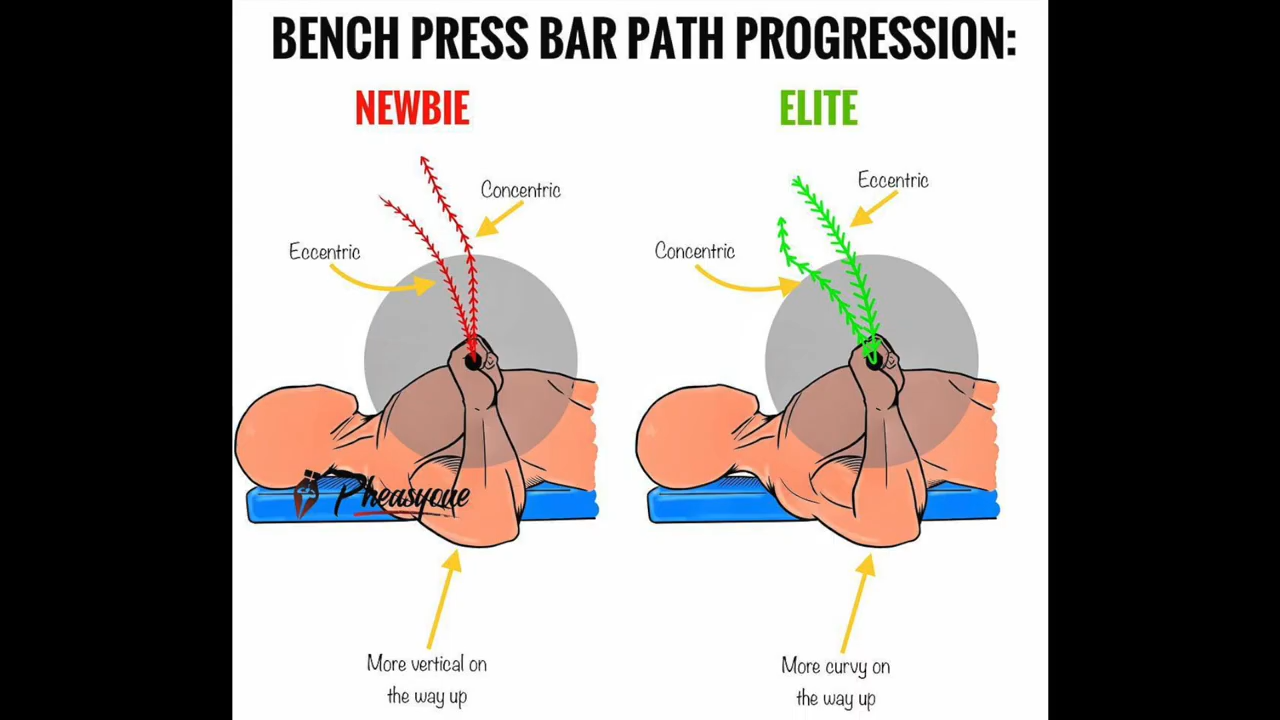 BENCH PRESS BAR PATH PROGRESSION:
NEWBIE
ELITE
Concentric
Eccentric
Eccentric
Concentric
Pheasyque
More vertical on
the way up
More curvy on
the way up